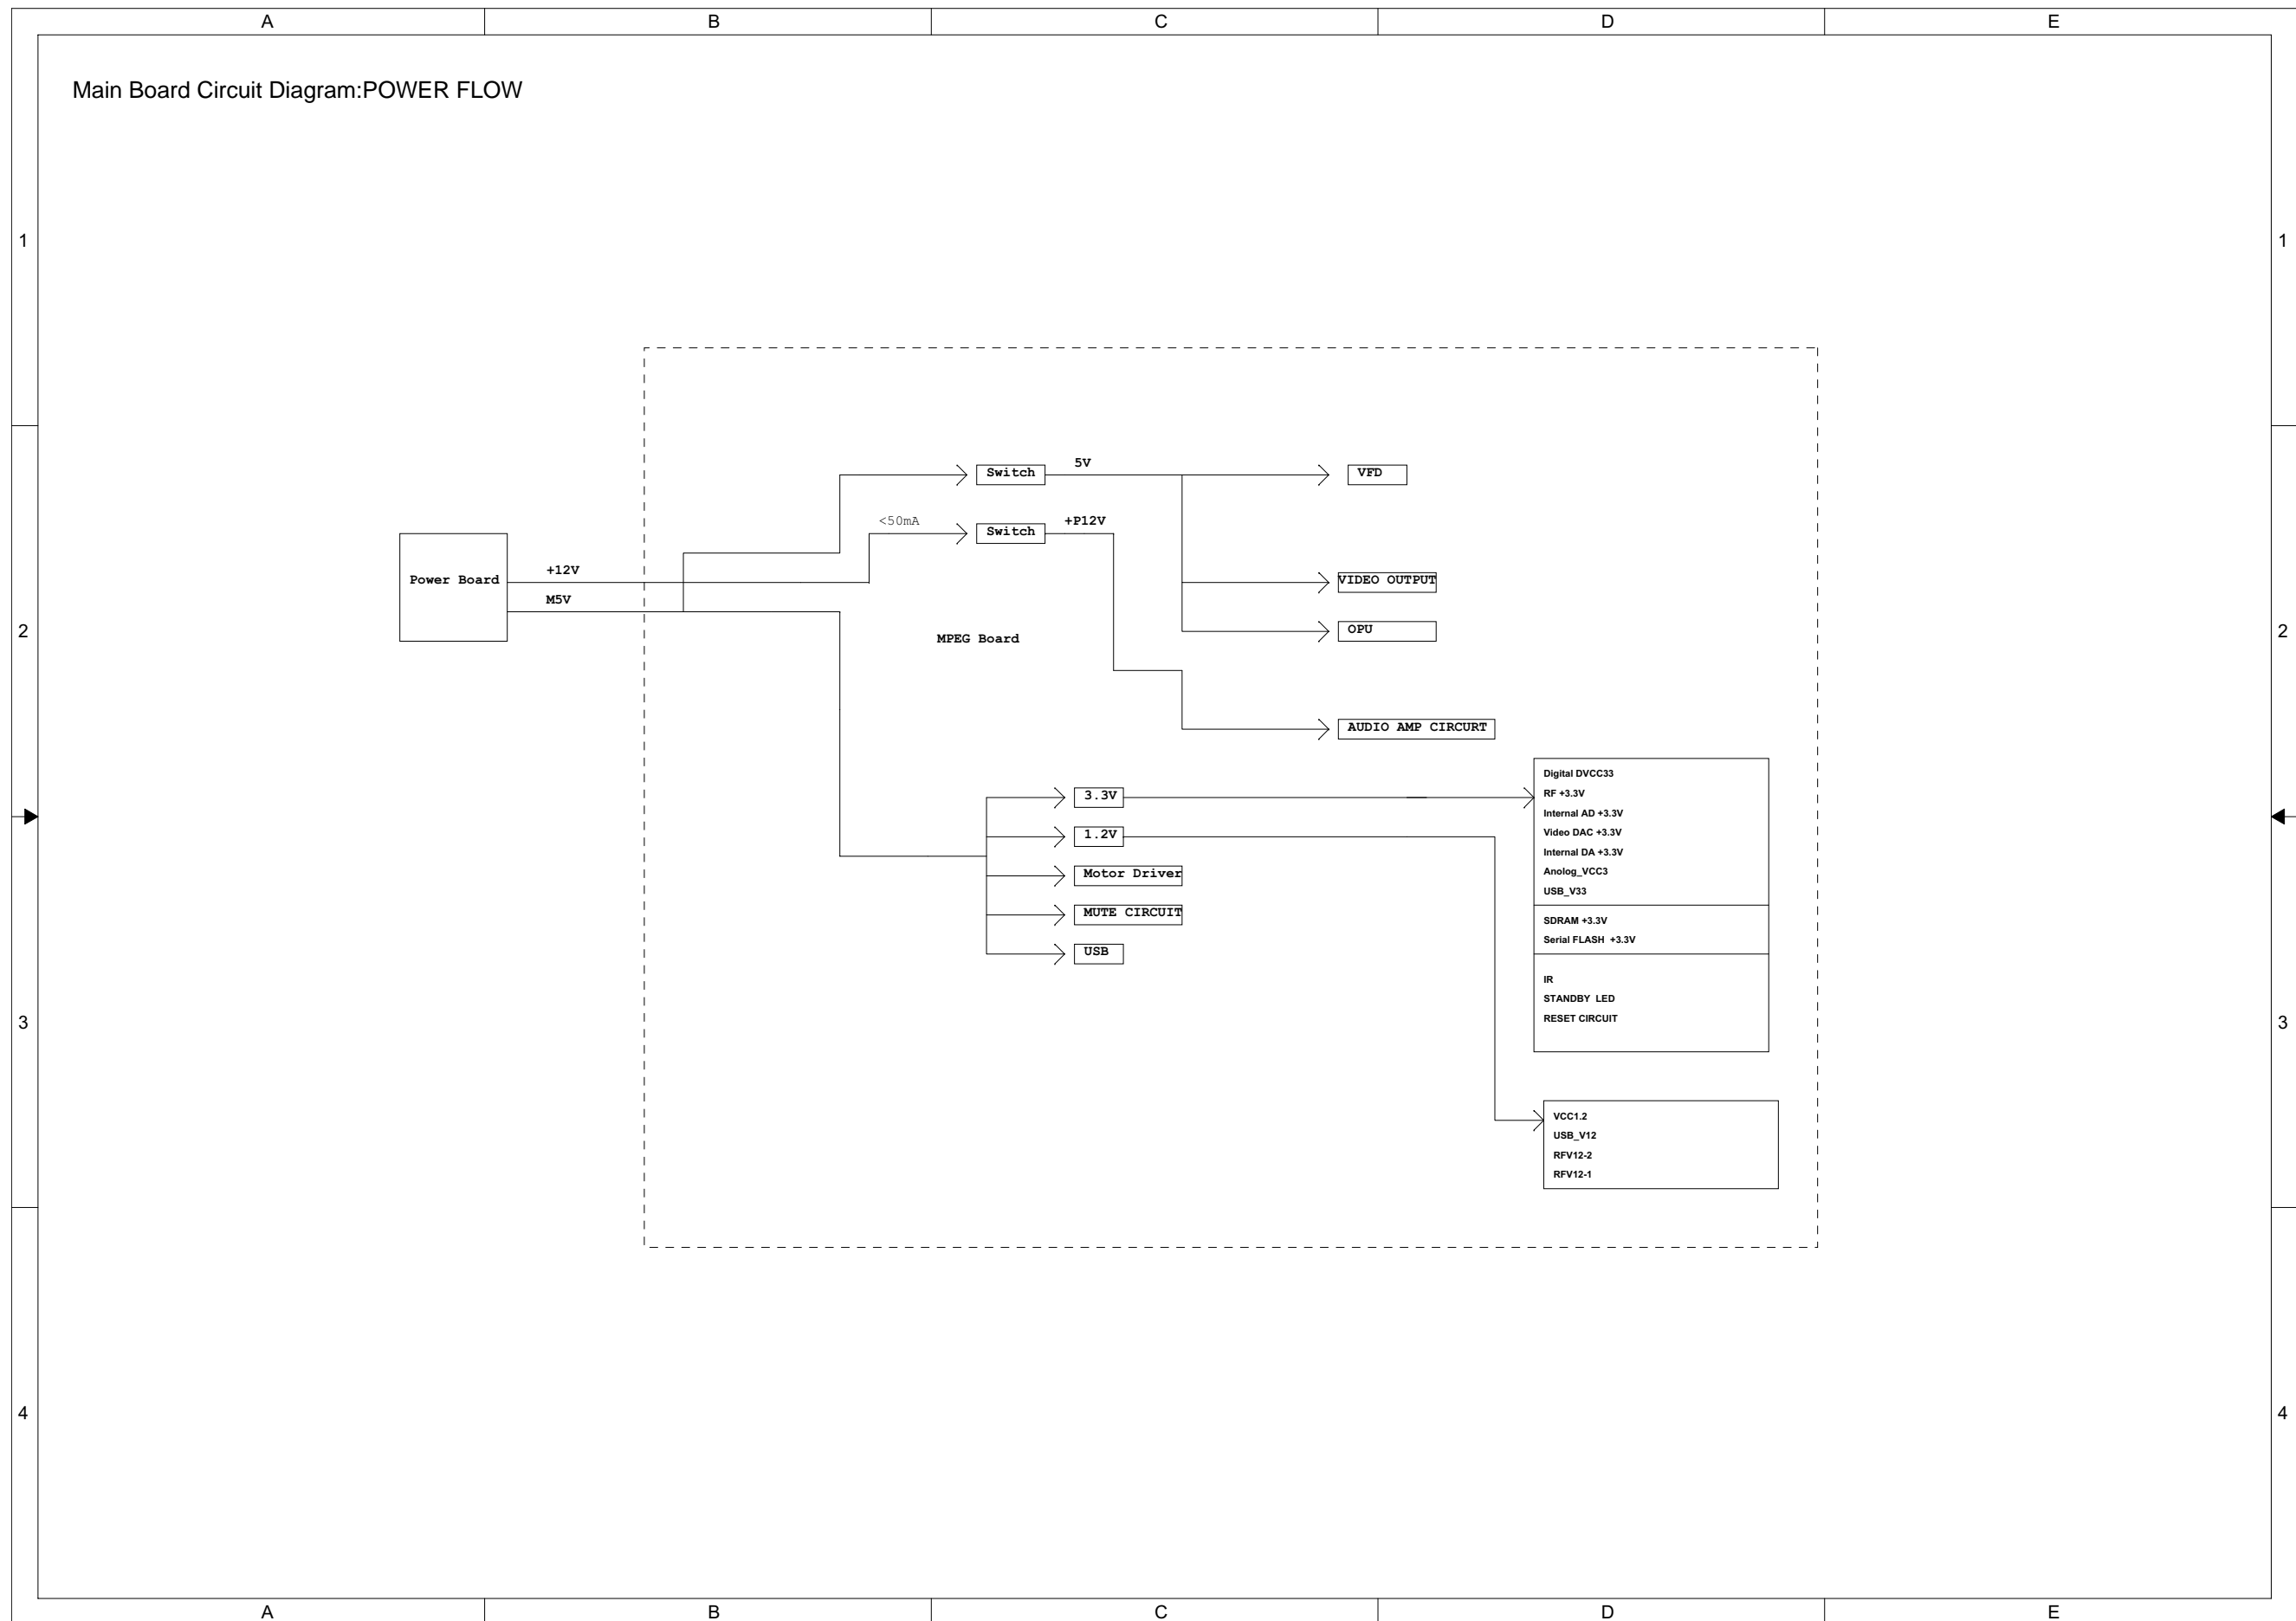 A B C D E
Main Board Circuit Diagram:POWER FLOW
1 1
Switch 5V VFD
<50mA Switch +P12V
Power Board +12V VIDEO OUTPUT
M5V
2 MPEG Board OPU 2
AUDIO AMP CIRCURT
3.3V
1.2V
Motor Driver
MUTE CIRCUIT
USB
Digital DVCC33
RF +3.3V
Internal AD +3.3V
Video DAC +3.3V
Internal DA +3.3V
Anolog_VCC3
USB_V33
SDRAM +3.3V
Serial FLASH +3.3V
IR
STANDBY LED
RESET CIRCUIT
3 3
VCC1.2
USB_V12
RFV12-2
RFV12-1
4 4
A B C D E